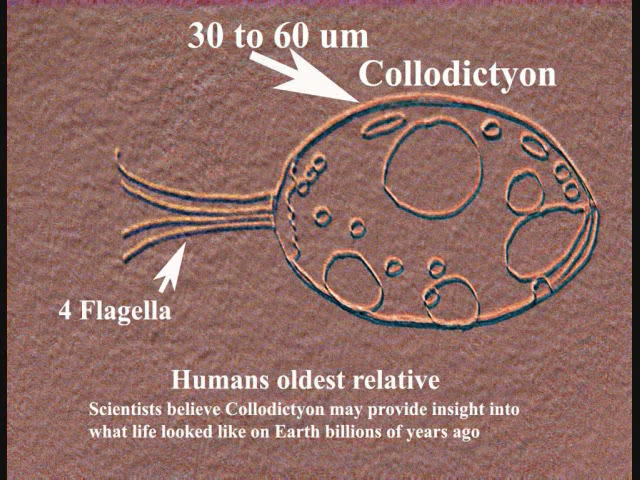 30 to 60 um
Collodictyon
4 Flagella
Humans oldest relative
Scientists believe Collodictyon may provide insight into
what life looked like on Earth billions of years ago